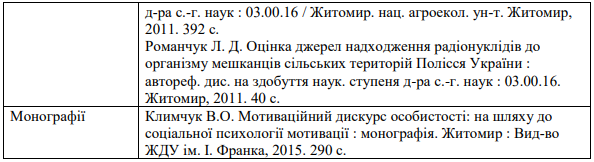 д-ра с.-г. наук : 03.00.16 / Житомир. нац. агроекол. ун-т. Житомир,
2011. 392 с.
Романчук Л. Д. Оцінка джерел надходження радіонуклідів до
організму мешканців сільських територій Полісся України :
автореф. дис. на здобуття наук. ступеня д-ра с.-г. наук : 03.00.16.
Житомир, 2011. 40 с.
Монографії
Климчук В.О. Мотиваційний дискурс особистості: на шляху до
соціальної психології мотивації : монографія. Житомир : Вид-во
ЖДУ ім. І. Франка, 2015. 290 с.